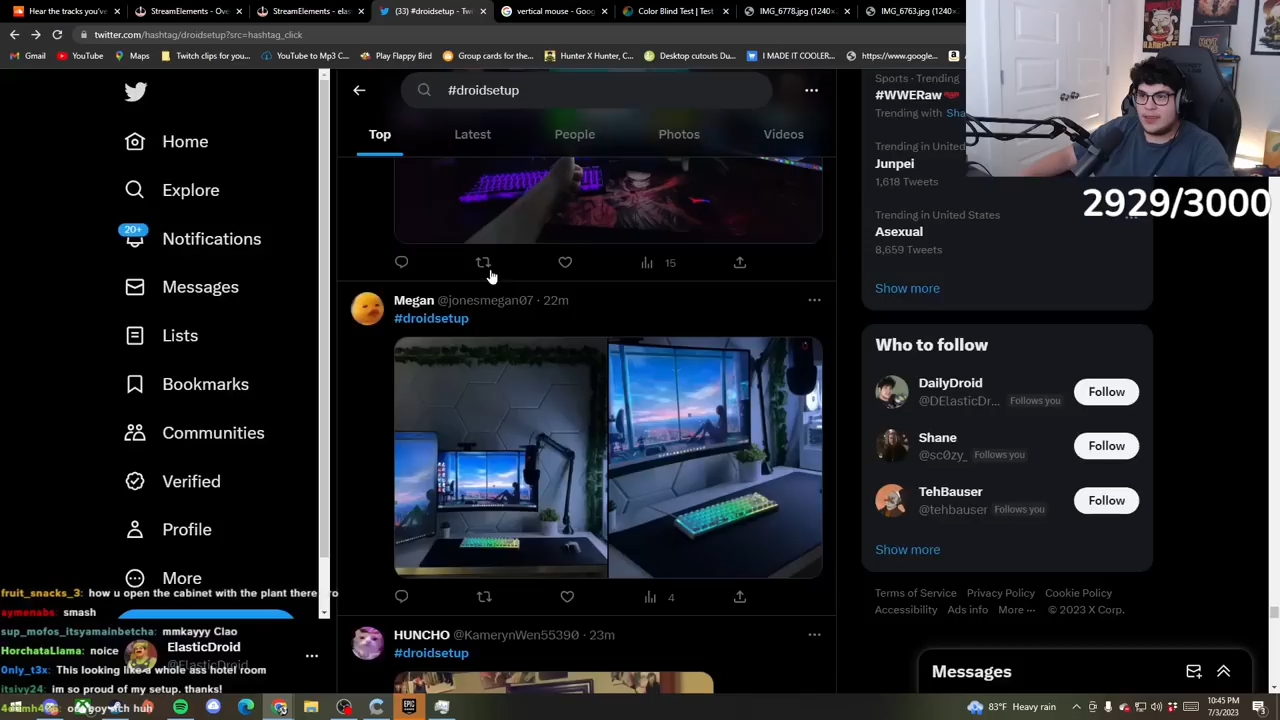 Hear the tracks you've
StreamElements - Ove
StreamElements - elas
(33) #droidsetup - Tw
vertical mouse - Goog
Color Blind Test | Test
IMG_6778.jpg (1240×
IMG_6763.jpg (1240×
twitter.com/hashtag/droidsetup?src=hashtag_click
Gmail
YouTube
Maps
Twitch clips for you...
YouTube to Mp3 C...
Play Flappy Bird
Group cards for the...
Hunter X Hunter, C...
Desktop cutouts Du...
I MADE IT COOLER...
https://www.google...
Home
Explore
20+
Notifications
Messages
Lists
Bookmarks
Communities
Verified
Profile
More
#droidsetup
Top
Latest
People
Photos
Videos
15
Megan @jonesmegan07 · 22m
#droidsetup
4
HUNCHO @KamerynWen55390 · 23m
#droidsetup
Sports · Trending
#WWERaw
Trending with Sha
Trending in United
Junpei
1,618 Tweets
Trending in United States
Asexual
8,659 Tweets
Show more
2929/3000
Who to follow
DailyDroid
@DElasticDr... Follows you
Follow
Shane
@sc0zy_ Follows you
Follow
TehBauser
@tehbauser Follows you
Follow
Show more
Terms of Service Privacy Policy Cookie Policy
Accessibility Ads info More ··· © 2023 X Corp.
Messages
fruit_snacks_3: how u open the cabinet with the plant there
aymenabs: smash
sup_mofos_itsyamainbetcha: mmkayyy Ciao
HorchataLlama: noice
ElasticDroid
@ElasticDroid
0nly_t3x: This looking like a whole ass hotel room
itsivy24: im so proud of my setup, thanks!
83°F Heavy rain
10:45 PM
7/3/2023